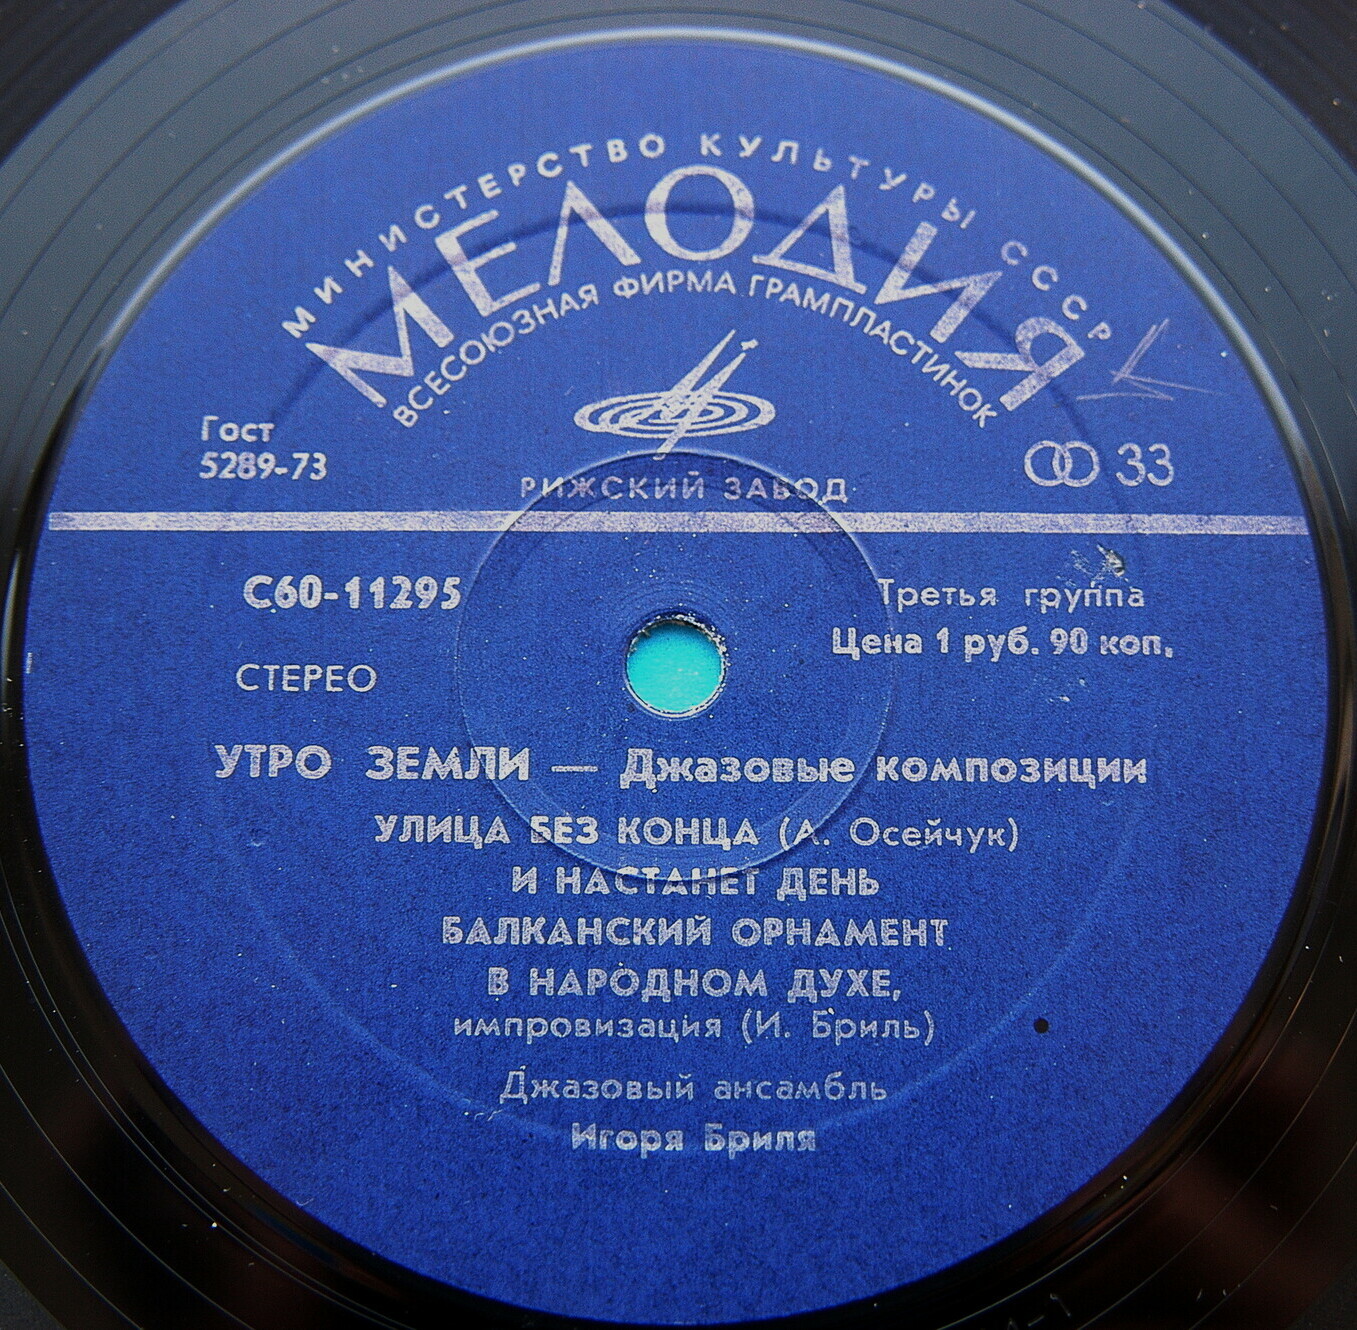 МИНИСТЕРСТВО КУЛЬТУРЫ СССР
МЕЛОДИЯ
ВСЕСОЮЗНАЯ ФИРМА ГРАМПЛАСТИНОК
Гост
5289-73
33
РИЖСКИЙ ЗАВОД
С60-11295
Третья группа
Цена 1 руб. 90 коп.
СТЕРЕО
УТРО ЗЕМЛИ — Джазовые композиции
УЛИЦА БЕЗ КОНЦА (А. Осейчук)
И НАСТАНЕТ ДЕНЬ
БАЛКАНСКИЙ ОРНАМЕНТ
В НАРОДНОМ ДУХЕ,
импровизация (И. Бриль)
Джазовый ансамбль
Игоря Бриля